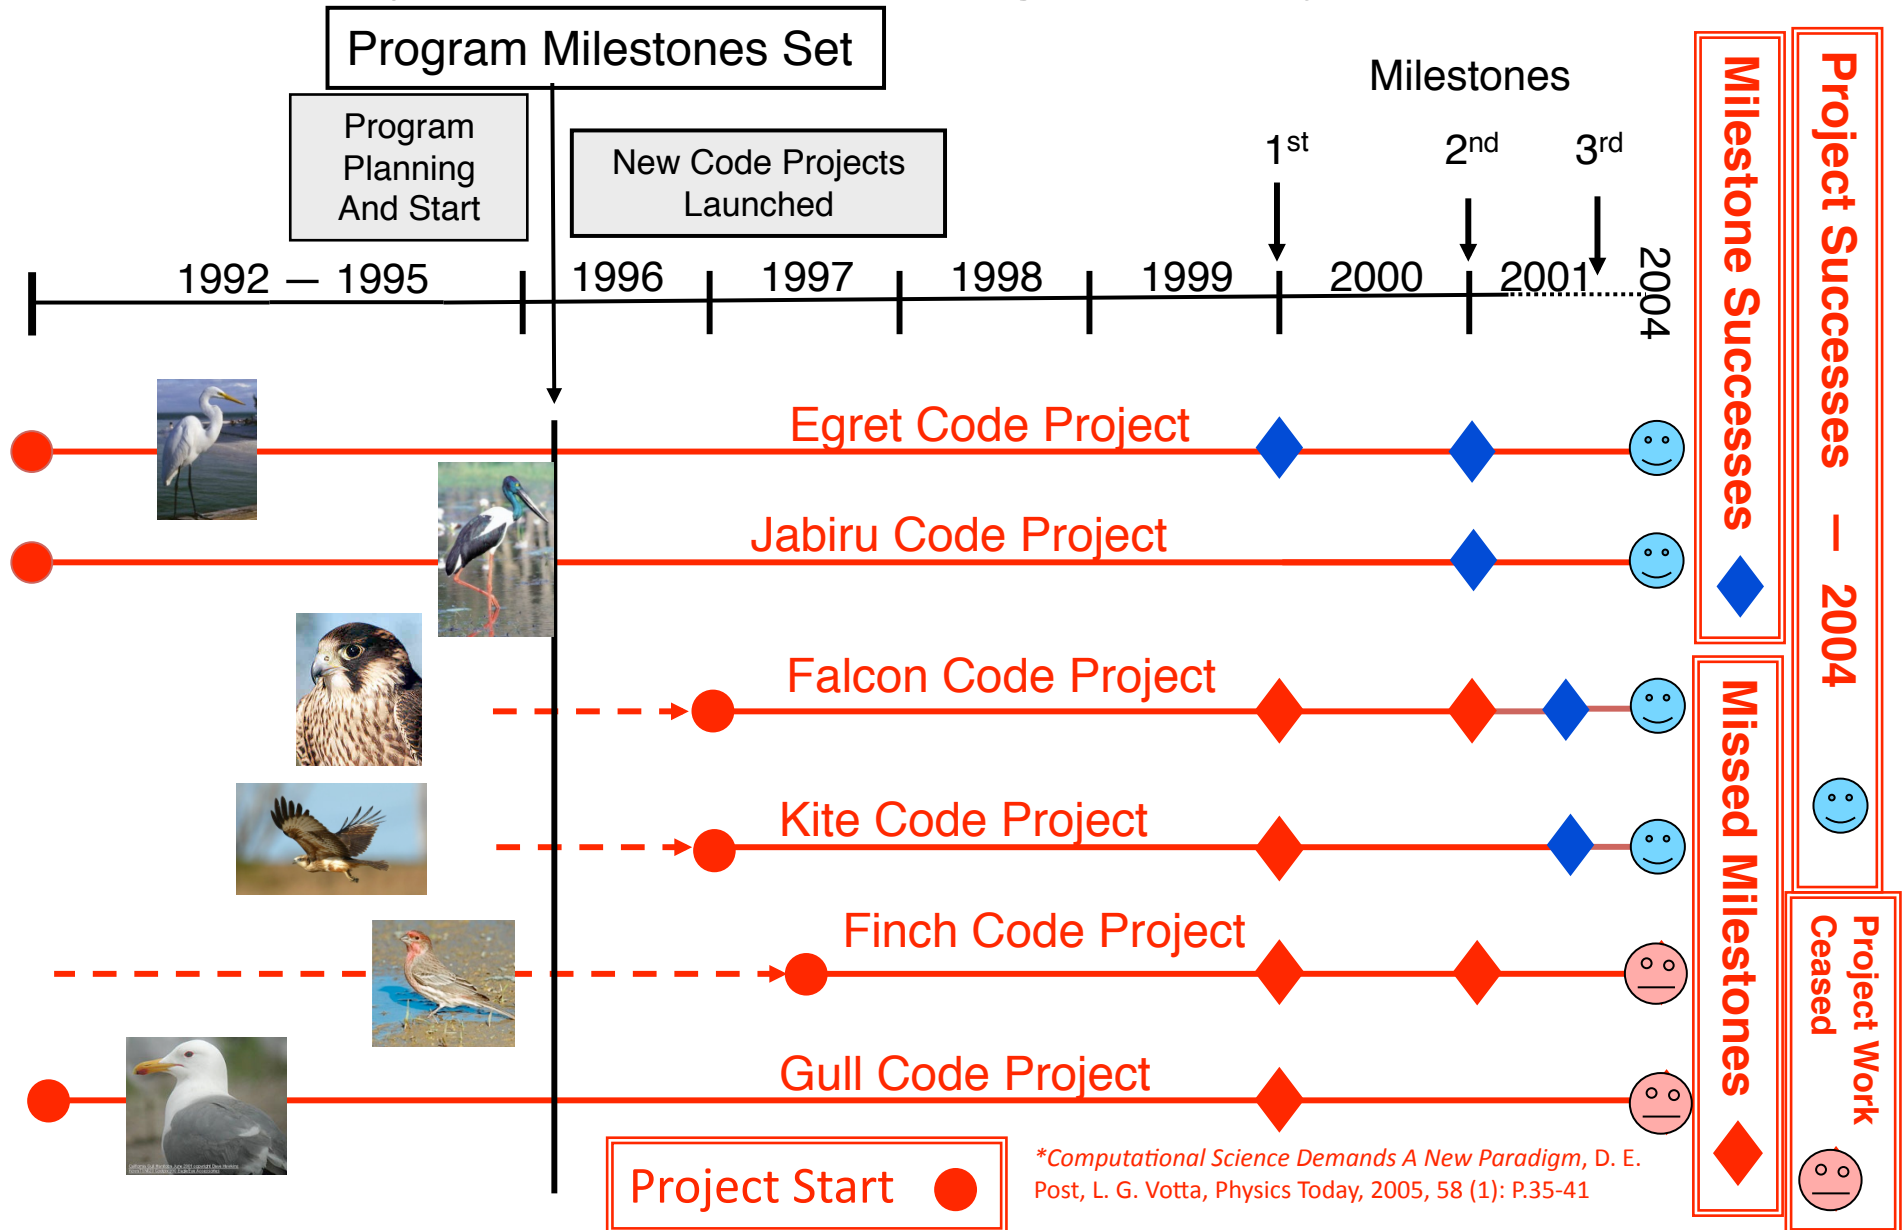 Program Milestones Set
Program
Planning
And Start
New Code Projects
Launched
Milestones
1st
2nd
3rd
1992 — 1995
1996
1997
1998
1999
2000
2001
2004
Egret Code Project
Jabiru Code Project
Falcon Code Project
Kite Code Project
Finch Code Project
Gull Code Project
Project Start
*Computational Science Demands A New Paradigm, D. E.
Post, L. G. Votta, Physics Today, 2005, 58 (1): P.35-41
Milestone Successes
Missed Milestones
Project Successes — 2004
Project Work
Ceased